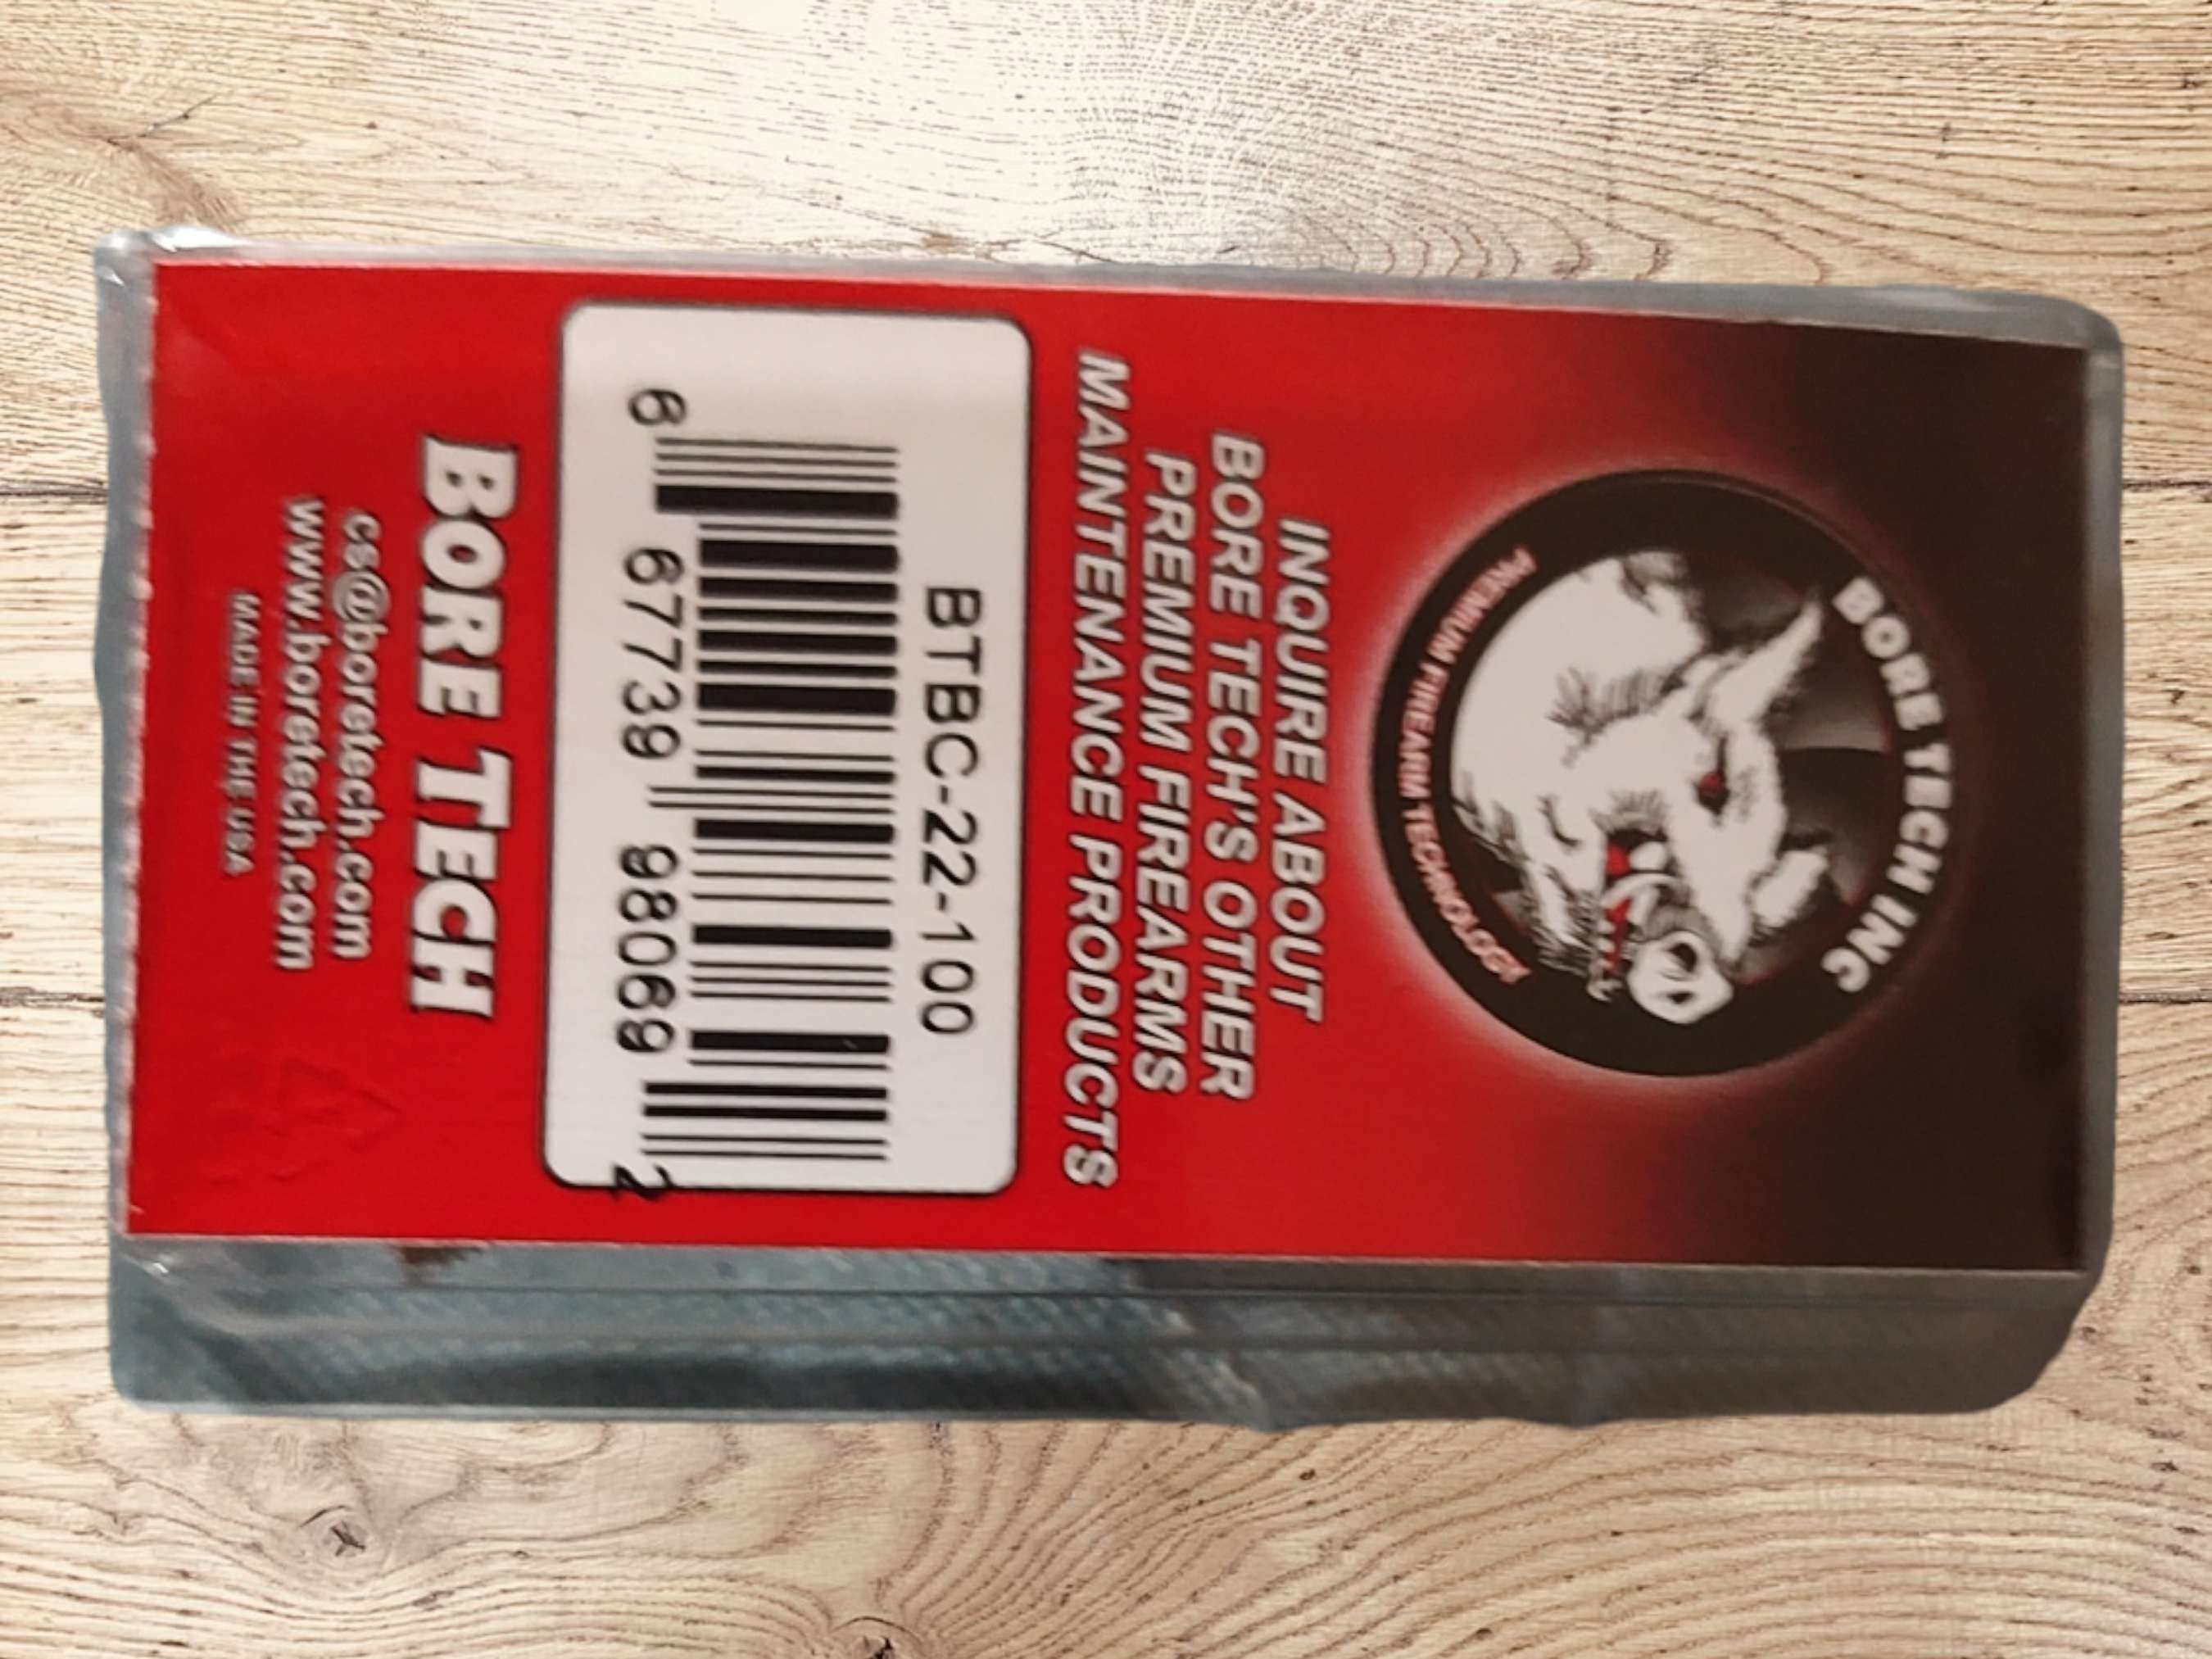 BORE TECH INC
PREMIUM FIREARM TECHNOLOGY
INQUIRE ABOUT
BORE TECH'S OTHER
PREMIUM FIREARMS
MAINTENANCE PRODUCTS
BTBC-22-100
6 67739 98069 2
BORE TECH
cs@boretech.com
www.boretech.com
MADE IN THE USA